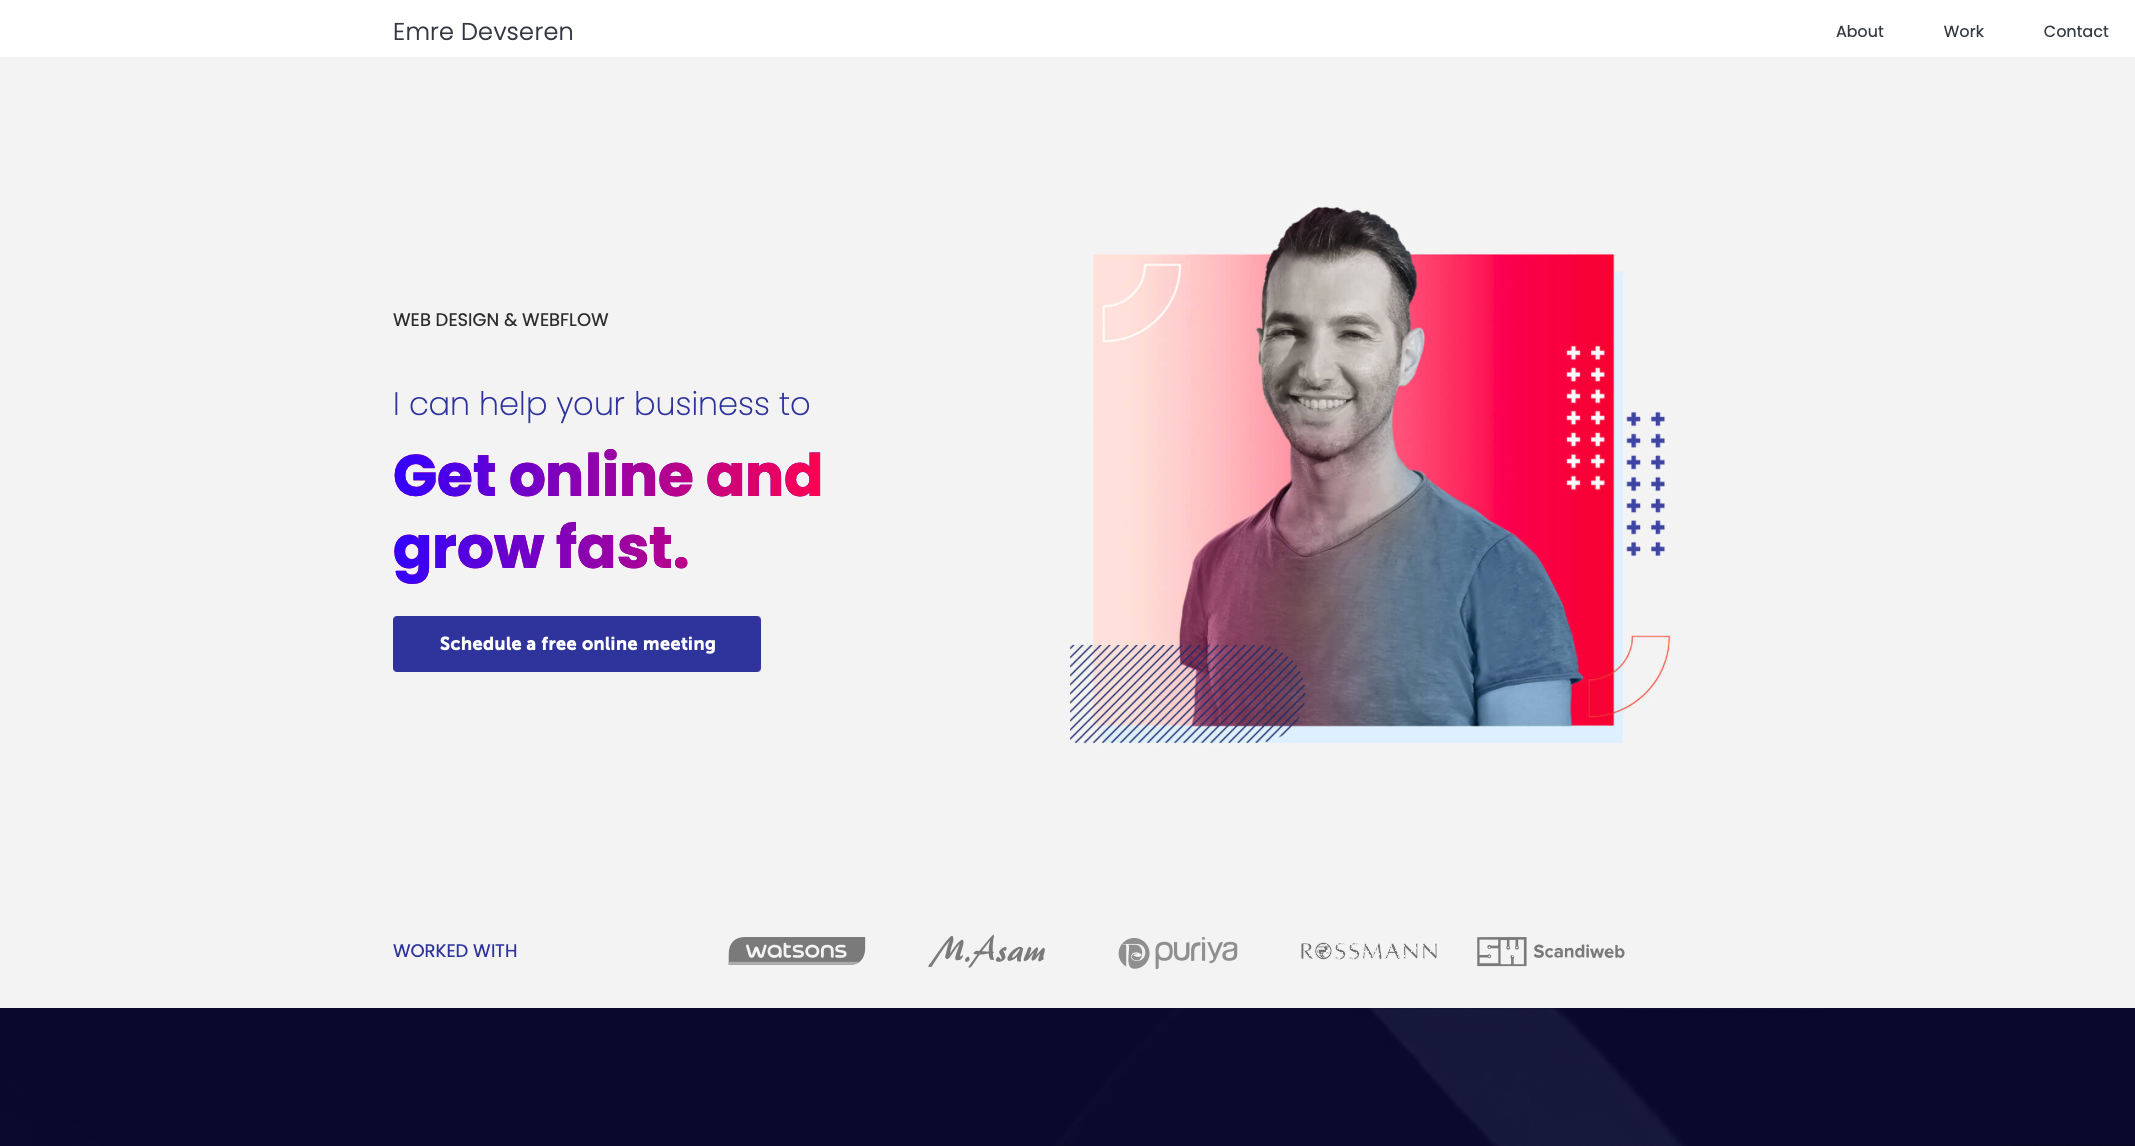 Emre Devseren
About
Work
Contact
WEB DESIGN & WEBFLOW
I can help your business to
Get online and
grow fast.
Schedule a free online meeting
WORKED WITH
watsons
M.Asam
puriya
ROSSMANN
Scandiweb